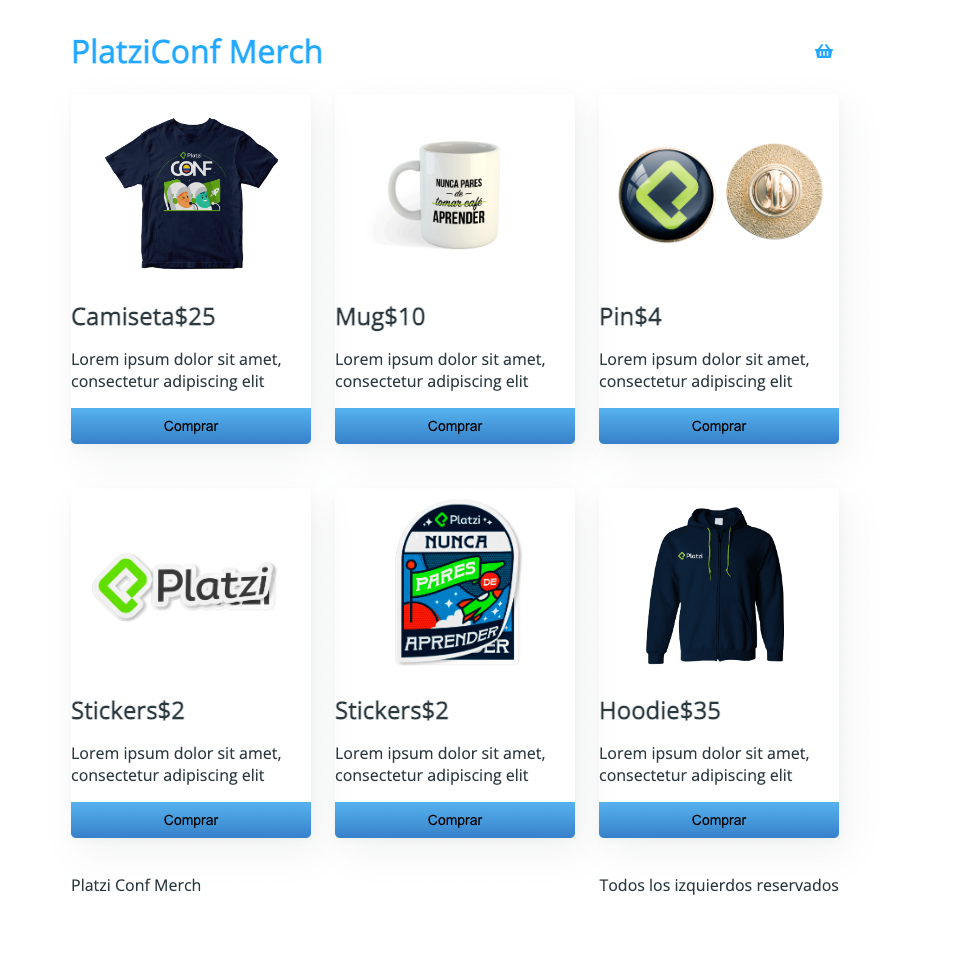 PlatziConf Merch
Platzi
CONF
NUNCA PARES
- de -
tomar café
APRENDER
Camiseta$25
Mug$10
Pin$4
Lorem ipsum dolor sit amet,
consectetur adipiscing elit
Lorem ipsum dolor sit amet,
consectetur adipiscing elit
Lorem ipsum dolor sit amet,
consectetur adipiscing elit
Comprar
Comprar
Comprar
Platzi
Platzi
NUNCA
PARES
DE
APRENDER
ER
Platzi
Stickers$2
Stickers$2
Hoodie$35
Lorem ipsum dolor sit amet,
consectetur adipiscing elit
Lorem ipsum dolor sit amet,
consectetur adipiscing elit
Lorem ipsum dolor sit amet,
consectetur adipiscing elit
Comprar
Comprar
Comprar
Platzi Conf Merch
Todos los izquierdos reservados